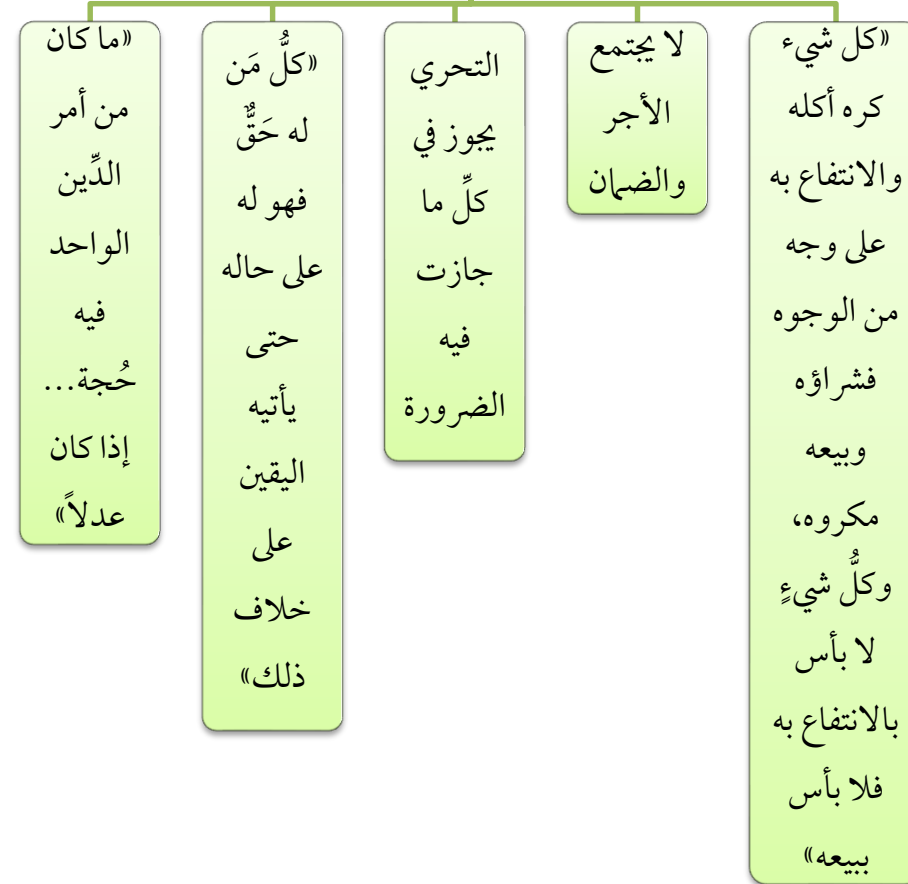 «كل شيء
كره أكله
والانتفاع به
على وجه
من الوجوه
فشراؤه
وبيعه
مكروه،
وكلُّ شيءٍ
لا بأس
بالانتفاع به
فلا بأس
ببيعه»
لا يجتمع
الأجر
والضمان
التحري
يجوز في
كلِّ ما
جازت
فيه
الضرورة
«كلُّ مَن
له حَقٌّ
فهو له
على حاله
حتى
يأتيه
اليقين
على
خلاف
ذلك»
«ما كان
من أمر
الدِّين
الواحد
فيه
حُجة...
إذا كان
عدلاً»